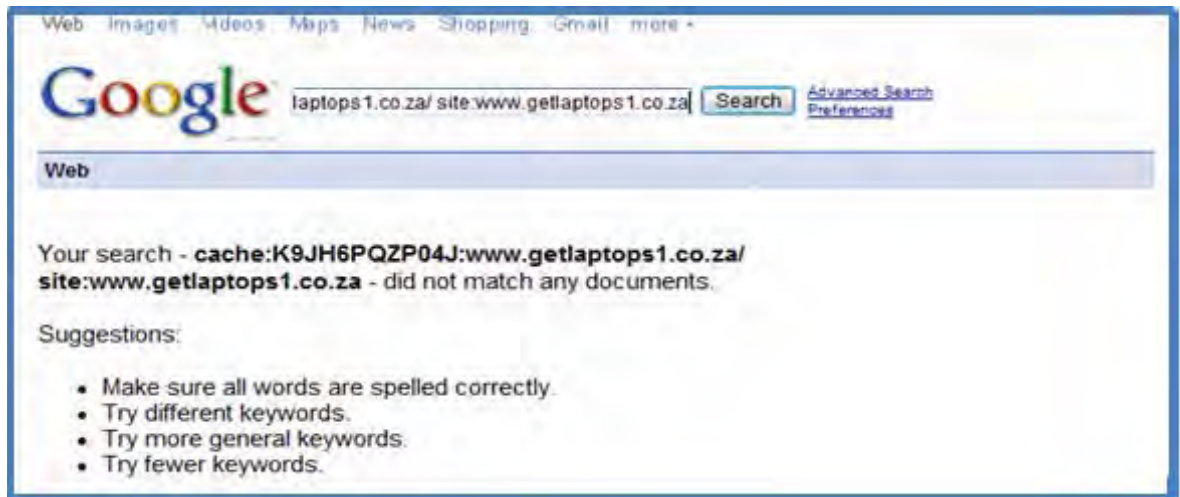 Web Images Videos Maps News Shopping Gmail more
Google laptops1.co.za/ site:www.getlaptops1.co.za Search Advanced Search
Preferences
Web
Your search - cache:K9JH6PQZP04J:www.getlaptops1.co.za/
site:www.getlaptops1.co.za - did not match any documents.
Suggestions:
• Make sure all words are spelled correctly.
• Try different keywords.
• Try more general keywords.
• Try fewer keywords.